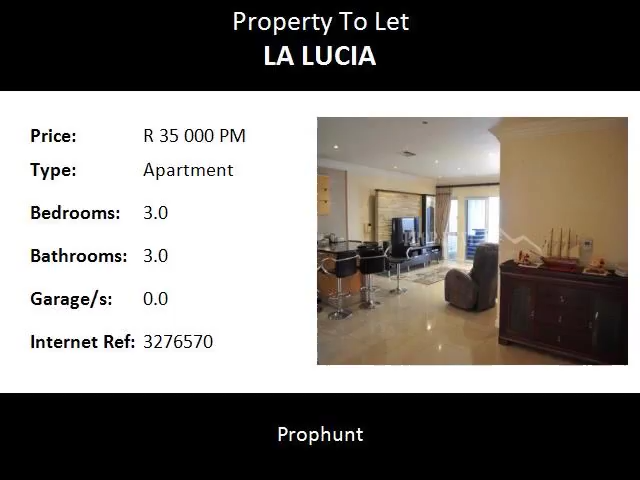 Property To Let
LA LUCIA
Price: R 35 000 PM
Type: Apartment
Bedrooms: 3.0
Bathrooms: 3.0
Garage/s: 0.0
Internet Ref: 3276570
Prophunt